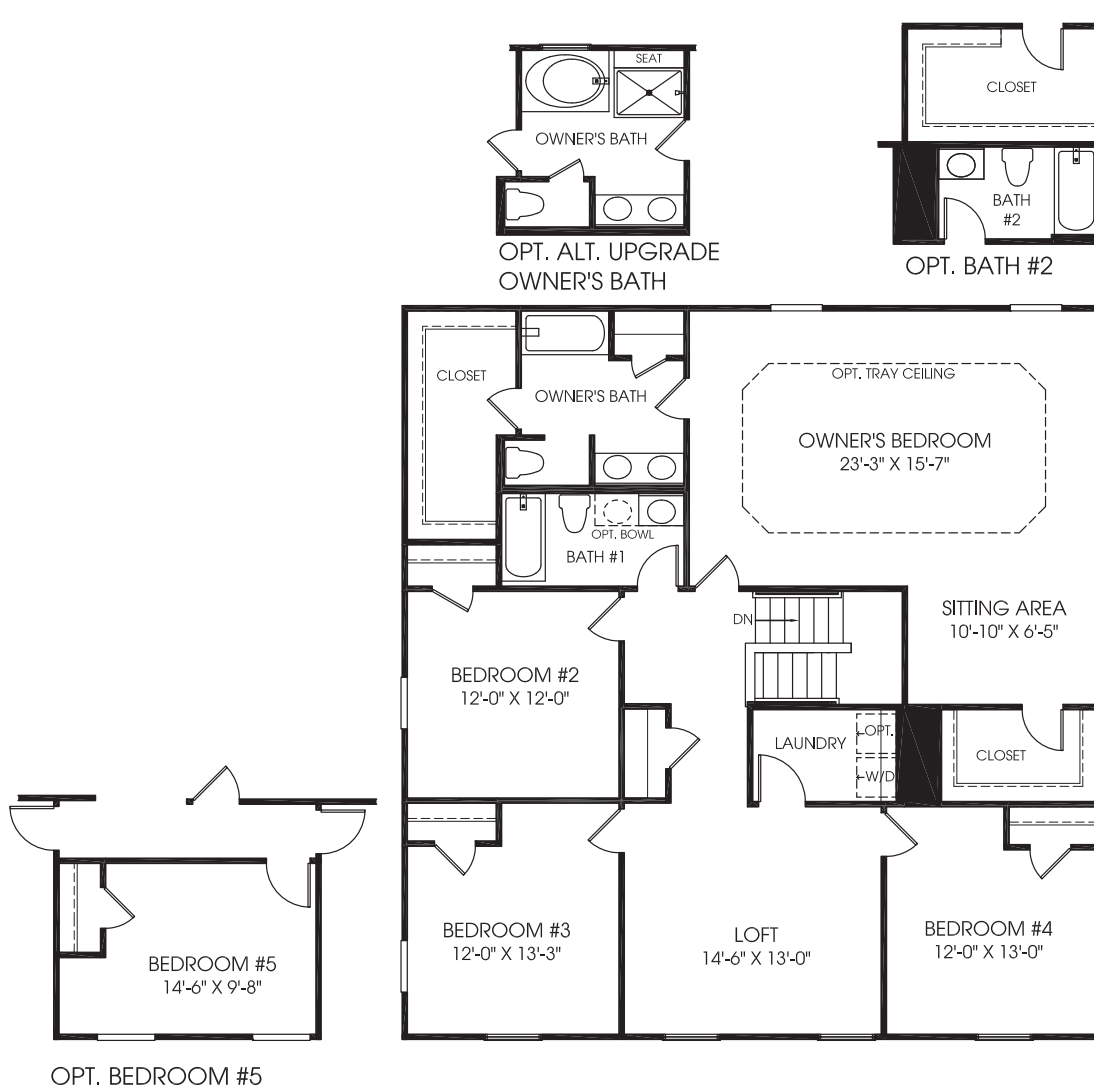 SEAT
OWNER'S BATH
OPT. ALT. UPGRADE
OWNER'S BATH
CLOSET
BATH
#2
OPT. BATH #2
CLOSET
OWNER'S BATH
OPT. TRAY CEILING
OWNER'S BEDROOM
23'-3" X 15'-7"
OPT. BOWL
BATH #1
DN
SITTING AREA
10'-10" X 6'-5"
BEDROOM #2
12'-0" X 12'-0"
LAUNDRY
OPT.
W/D
CLOSET
BEDROOM #3
12'-0" X 13'-3"
LOFT
14'-6" X 13'-0"
BEDROOM #4
12'-0" X 13'-0"
BEDROOM #5
14'-6" X 9'-8"
OPT. BEDROOM #5